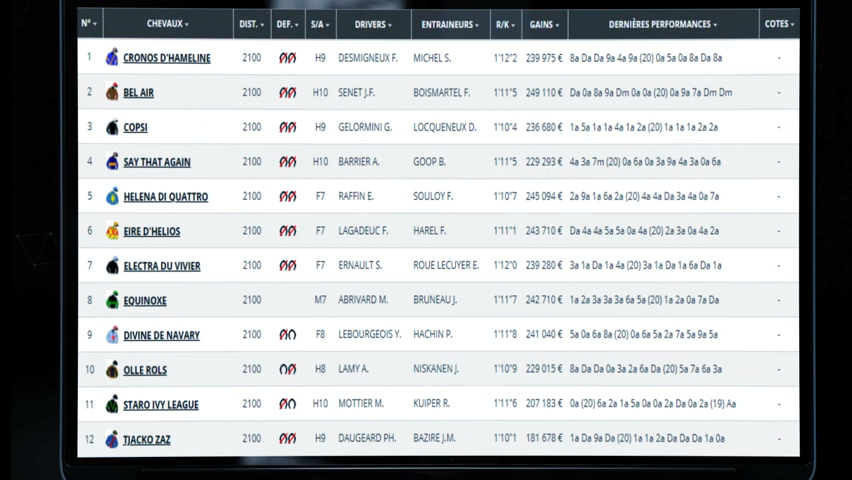 N° CHEVAUX DIST. DEF. S/A DRIVERS ENTRAINEURS R/K GAINS DERNIÈRES PERFORMANCES COTES
1 CRONOS D'HAMELINE 2100 H9 DESMIGNEUX F. MICHEL S. 1'12"2 239 975 € 8a Da Da 9a 4a 9a (20) 0a 5a 0a 8a Da 8a -
2 BEL AIR 2100 H10 SENET J.F. BOISMARTEL F. 1'11"5 249 110 € Da 0a 8a 9a Dm 0a 0a (20) 0a 9a 7a Dm Dm -
3 COPSI 2100 H9 GELORMINI G. LOCQUENEUX D. 1'10"4 236 680 € 1a 5a 1a 1a 4a 1a 2a (20) 1a 1a 1a 2a 2a -
4 SAY THAT AGAIN 2100 H10 BARRIER A. GOOP B. 1'11"5 229 293 € 4a 3a 7m (20) 0a 6a 0a 3a 9a 4a 3a 0a 6a -
5 HELENA DI QUATTRO 2100 F7 RAFFIN E. SOULOY F. 1'10"7 245 094 € 2a 9a 1a 6a 2a (20) 4a 4a Da 3a 4a 0a 7a -
6 EIRE D'HELIOS 2100 F7 LAGADEUC F. HAREL F. 1'11"1 243 710 € Da 4a 4a 5a 5a 0a 4a (20) 2a 3a 0a 4a 2a -
7 ELECTRA DU VIVIER 2100 F7 ERNAULT S. ROUE LECUYER E. 1'12"0 239 280 € 3a 1a Da 1a 4a (20) 3a 1a Da 1a 6a Da 1a -
8 EQUINOXE 2100 M7 ABRIVARD M. BRUNEAU J. 1'11"7 242 710 € 1a 2a 3a 3a 3a 6a 5a (20) 1a 2a 0a 7a Da -
9 DIVINE DE NAVARY 2100 F8 LEBOURGEOIS Y. HACHIN P. 1'11"8 241 040 € 5a 0a 6a 8a (20) 0a 6a 5a 2a 7a 5a 9a 5a -
10 OLLE ROLS 2100 H8 LAMY A. NISKANEN J. 1'10"9 229 015 € 8a Da Da 0a 3a 2a 6a Da (20) 5a 7a 6a 3a -
11 STARO IVY LEAGUE 2100 H10 MOTTIER M. KUIPER R. 1'11"6 207 183 € 0a (20) 6a 2a 1a 5a 0a 0a 2a Da 0a 2a (19) Aa -
12 TJACKO ZAZ 2100 H9 DAUGEARD PH. BAZIRE J.M. 1'10"1 181 678 € 1a Da 9a Da (20) 1a 1a 2a Da Da Da 1a 0a -